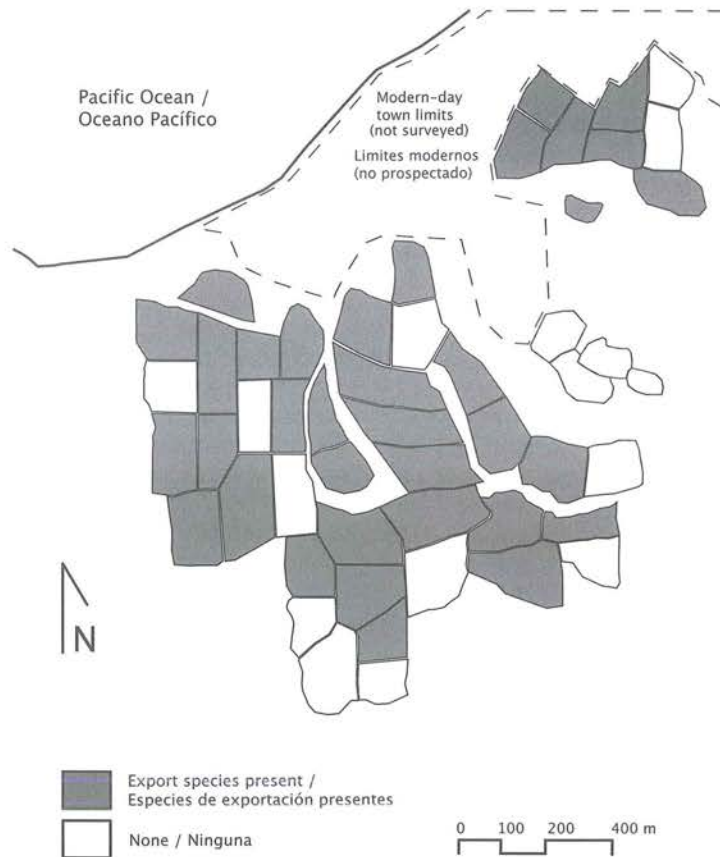 Pacific Ocean /
Oceano Pacífico
Modern-day
town limits
(not surveyed)
Limites modernos
(no prospectado)
N
Export species present /
Especies de exportación presentes
None / Ninguna
0 100 200 400 m